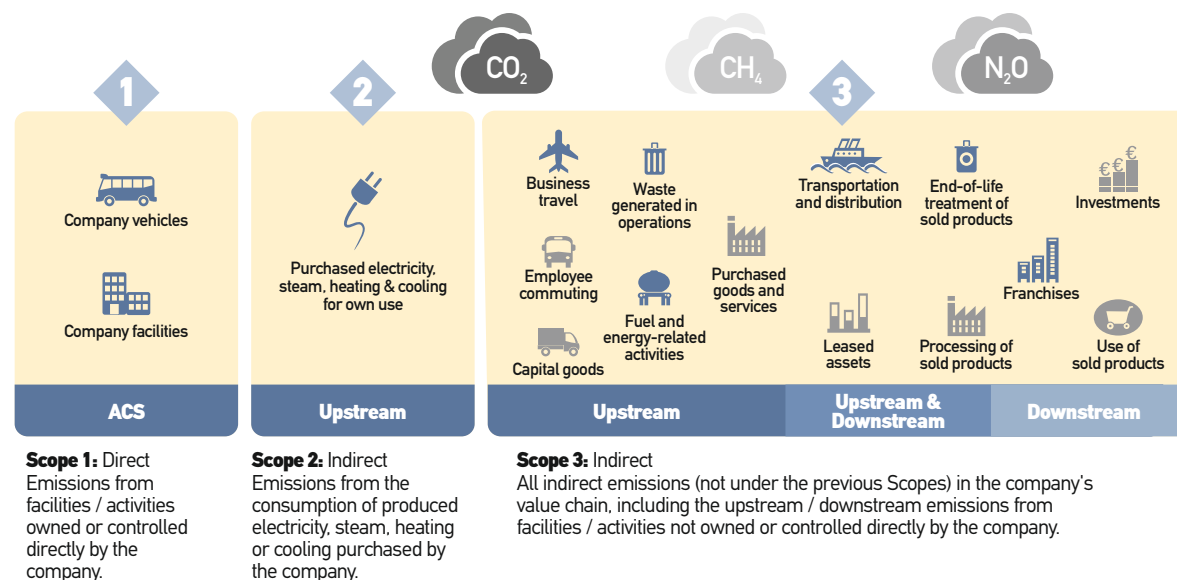 CO₂
CH₄
N₂O
1
2
3
Company vehicles
Company facilities
Purchased electricity,
steam, heating & cooling
for own use
Business
travel
Waste
generated in
operations
Employee
commuting
Purchased
goods and
services
Fuel and
energy-related
activities
Capital goods
Transportation
and distribution
End-of-life
treatment of
sold products
€€€
Investments
Franchises
Leased
assets
Processing of
sold products
Use of
sold products
ACS
Upstream
Upstream
Upstream &
Downstream
Downstream
Scope 1: Direct
Emissions from
facilities / activities
owned or controlled
directly by the
company.
Scope 2: Indirect
Emissions from the
consumption of produced
electricity, steam, heating
or cooling purchased by
the company.
Scope 3: Indirect
All indirect emissions (not under the previous Scopes) in the company's
value chain, including the upstream / downstream emissions from
facilities / activities not owned or controlled directly by the company.